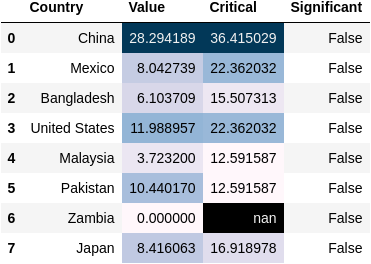 Country Value Critical Significant
0 China 28.294189 36.415029 False
1 Mexico 8.042739 22.362032 False
2 Bangladesh 6.103709 15.507313 False
3 United States 11.988957 22.362032 False
4 Malaysia 3.723200 12.591587 False
5 Pakistan 10.440170 12.591587 False
6 Zambia 0.000000 nan False
7 Japan 8.416063 16.918978 False